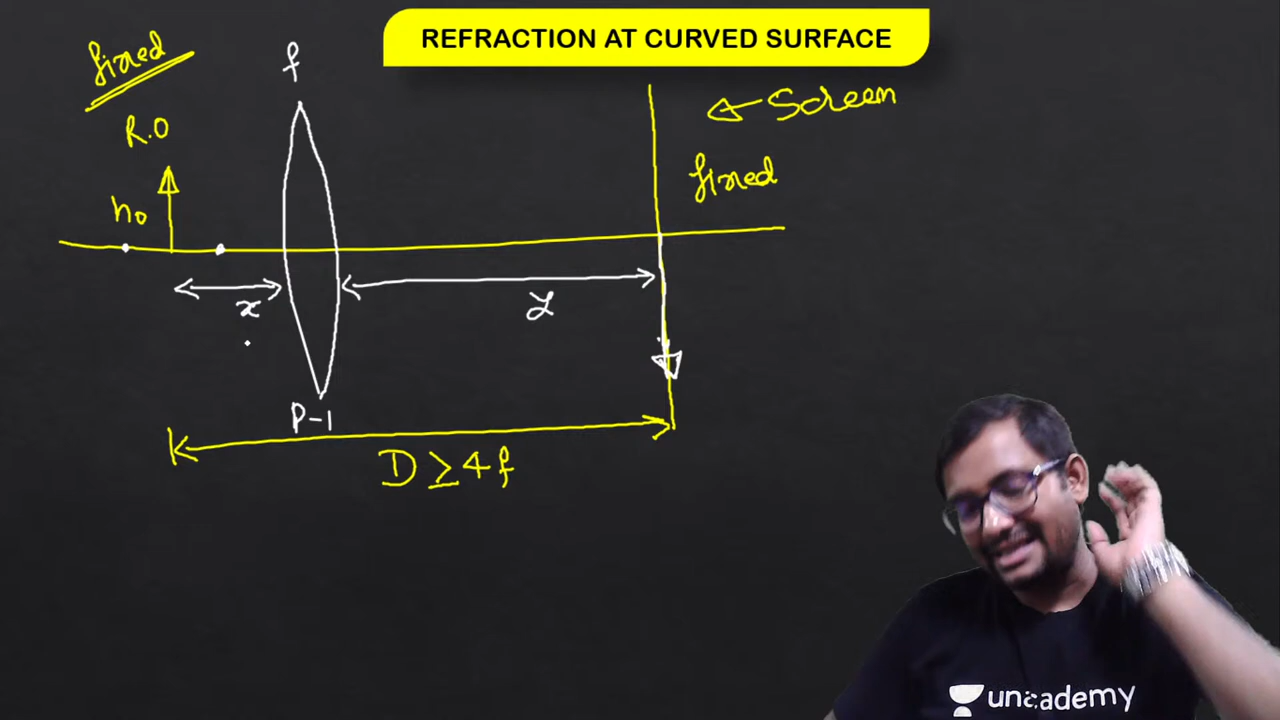 REFRACTION AT CURVED SURFACE
fixed
f
Screen
R.O
fixed
h₀
x
y
P-1
D ≥ 4f
unacademy